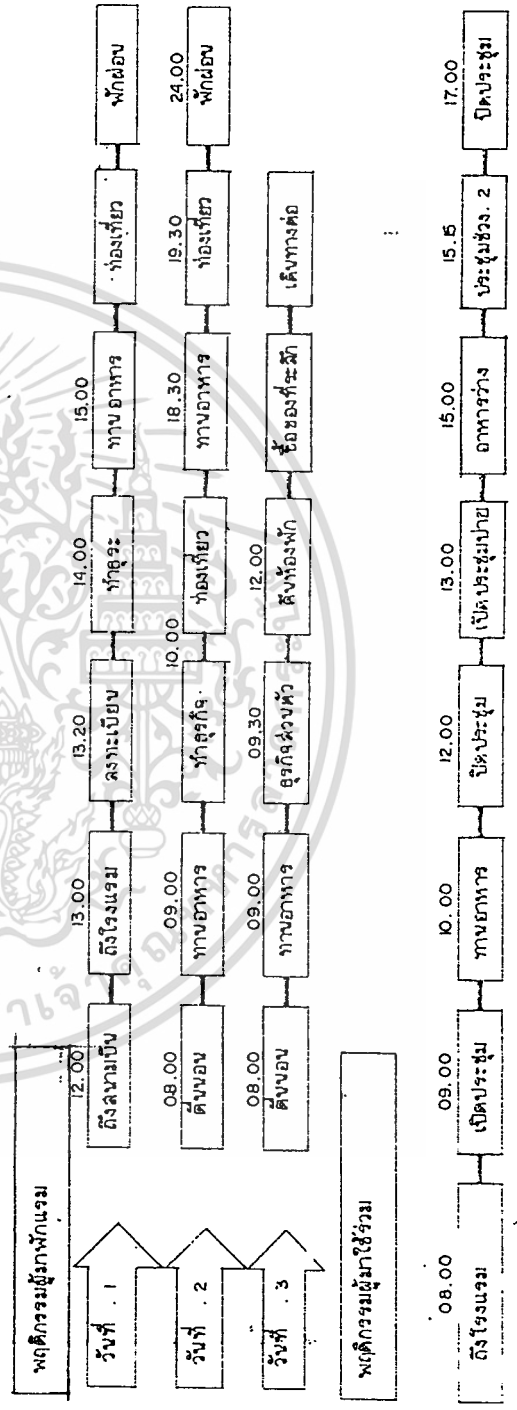 พฤติกรรมผู้มาพักแรม
วันที่ . 1
12.00 13.00 13.20 14.00 15.00
ถึงสนามบิน ถึงโรงแรม ลงทะเบียน ทำธุระ ทานอาหาร ท่องเที่ยว พักผ่อน
วันที่ . 2
08.00 09.00 10.00 18.30 19.30 24.00
ตื่นนอน ทานอาหาร ทำธุรกิจ ท่องเที่ยว ทานอาหาร ท่องเที่ยว พักผ่อน
วันที่ . 3
08.00 09.00 09.30 12.00
ตื่นนอน ทานอาหาร ธุรกิจส่วนตัว คืนห้องพัก ซื้อของที่ระลึก เดินทางต่อ
พฤติกรรมผู้มาใช้ร่วม
08.00 09.00 10.00 12.00 13.00 15.00 15.15 17.00
ถึงโรงแรม เปิดประชุม ทานอาหาร ปิดประชุม เปิดประชุมบ่าย อาหารว่าง ประชุมช่วง. 2 ปิดประชุม